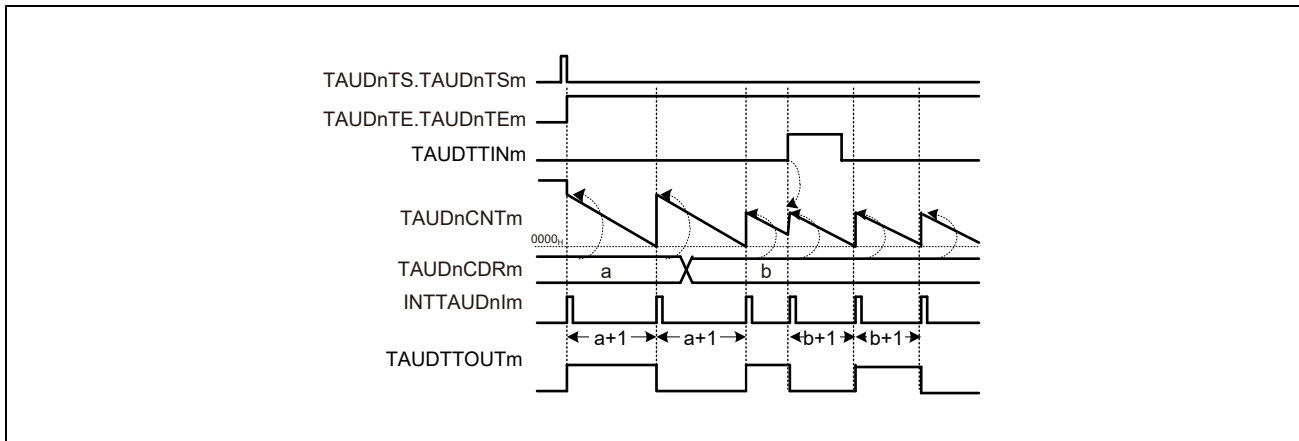 TAUDnTS.TAUDnTSm
TAUDnTE.TAUDnTEm
TAUDTTINm
TAUDnCNTm
0000H
TAUDnCDRm
a
b
INTTAUDnIm
a+1
a+1
b+1
b+1
TAUDTTOUTm